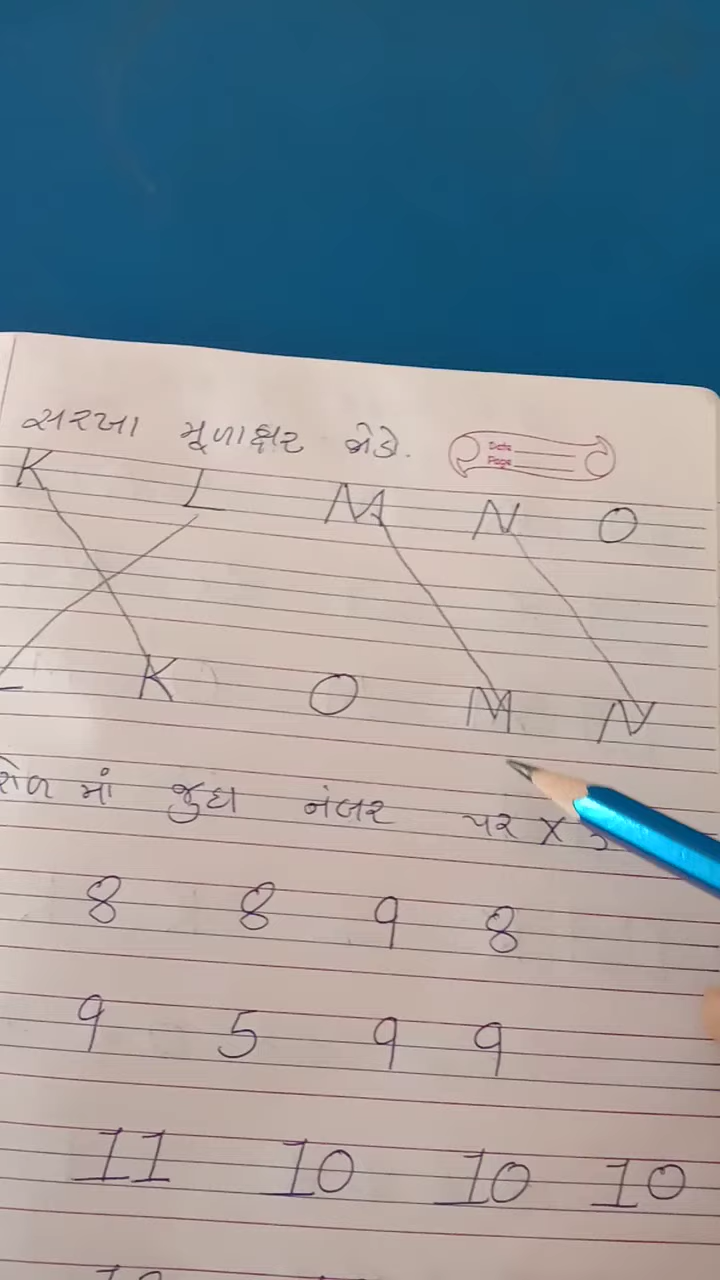 સરખા મૂળાક્ષર જોડો.
Date
Page
K L M N O
L K O M N
માં જુદા નંબર પર X
8 8 9 8
9 5 9 9
11 10 10 10